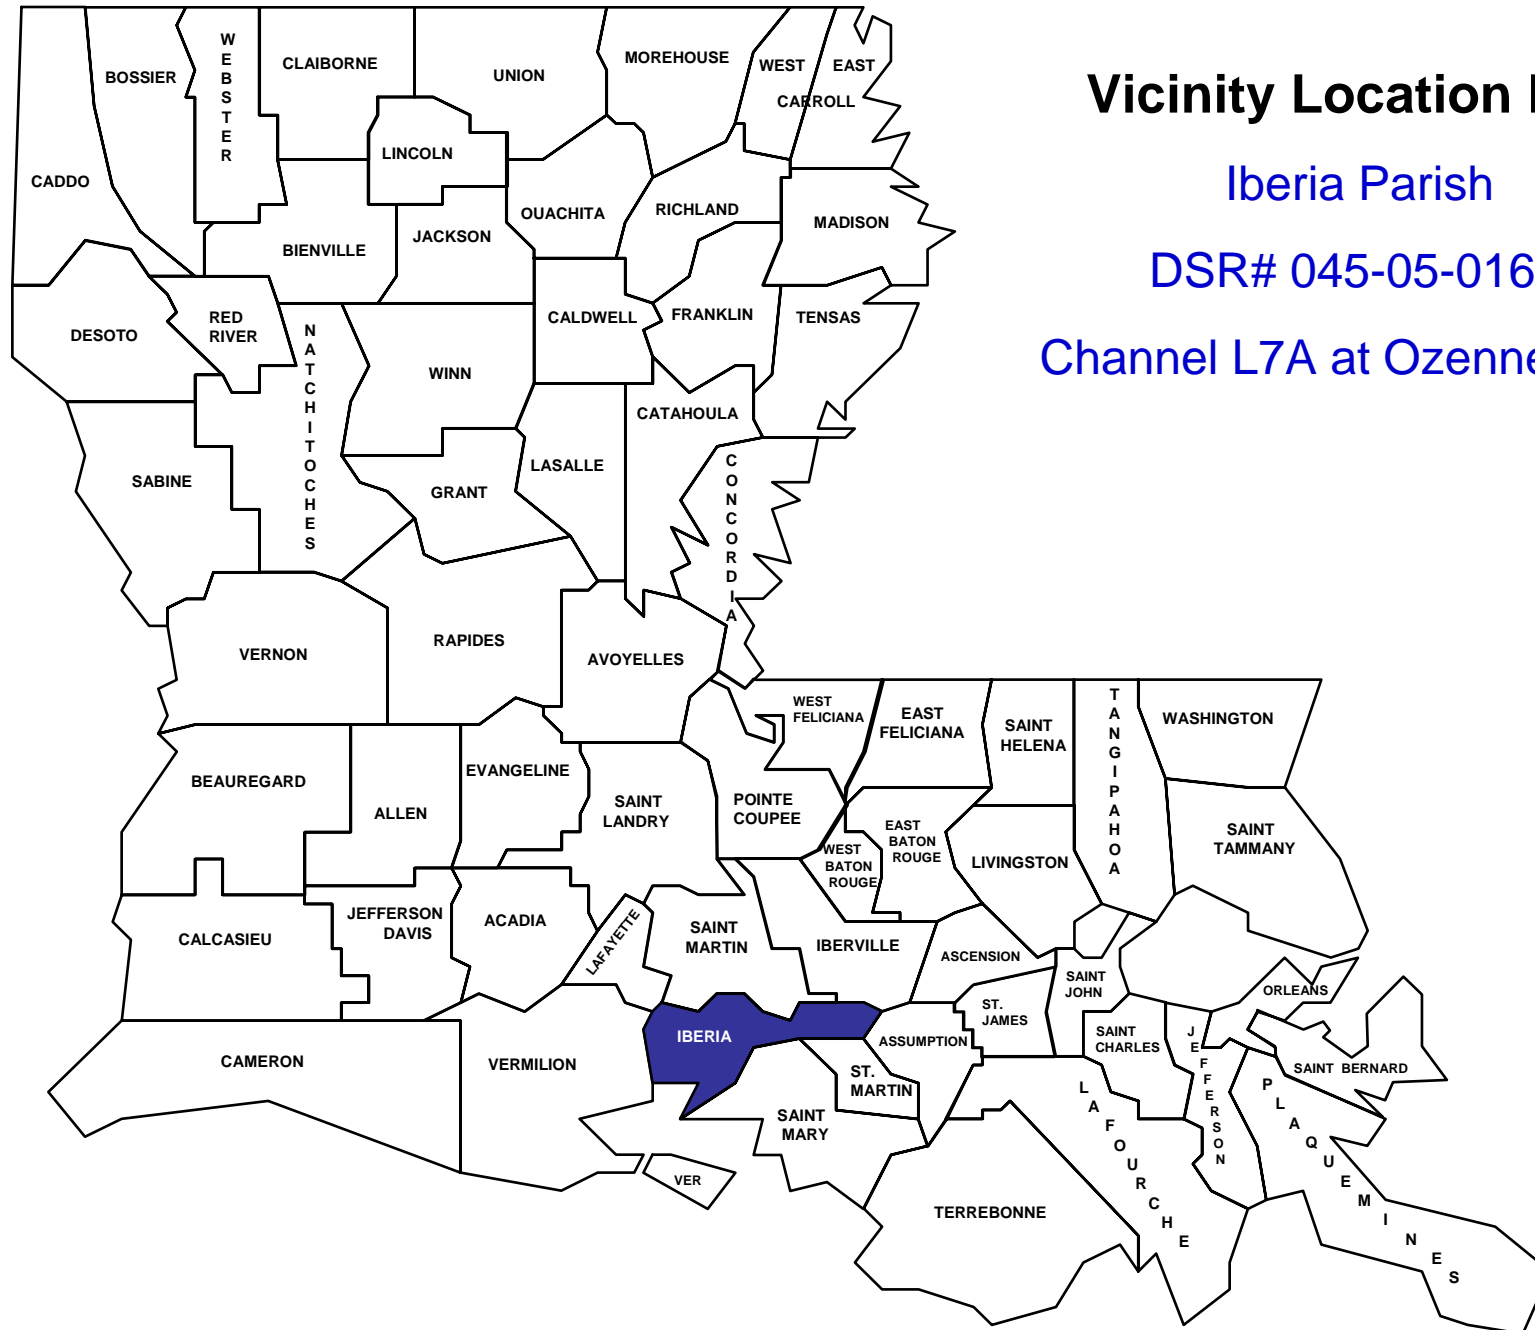 Vicinity Location
Iberia Parish
DSR# 045-05-016
Channel L7A at Ozenne
WEBSTER
BOSSIER
CLAIBORNE
UNION
MOREHOUSE
WEST
EAST
CARROLL
CADDO
LINCOLN
OUACHITA
RICHLAND
MADISON
BIENVILLE
JACKSON
DESOTO
RED
RIVER
NATCHITOCHES
WINN
CALDWELL
FRANKLIN
TENSAS
CATAHOULA
SABINE
GRANT
LASALLE
CONCORDIA
VERNON
RAPIDES
AVOYELLES
WEST
FELICIANA
EAST
FELICIANA
SAINT
HELENA
TANGIPAHOA
WASHINGTON
BEAUREGARD
ALLEN
EVANGELINE
SAINT
LANDRY
POINTE
COUPEE
WEST
BATON
ROUGE
EAST
BATON
ROUGE
LIVINGSTON
SAINT
TAMMANY
CALCASIEU
JEFFERSON
DAVIS
ACADIA
LAFAYETTE
SAINT
MARTIN
IBERVILLE
ASCENSION
SAINT
JOHN
ORLEANS
CAMERON
VERMILION
IBERIA
ASSUMPTION
ST.
JAMES
SAINT
CHARLES
JEFFERSON
SAINT BERNARD
ST.
MARTIN
SAINT
MARY
VER
TERREBONNE
LAFOURCHE
PLAQUEMINES